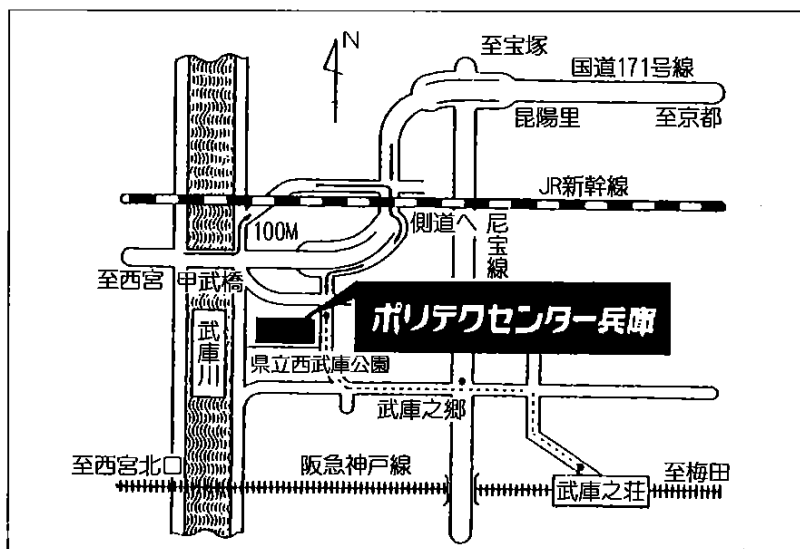 N
至宝塚
国道171号線
昆陽里
至京都
JR新幹線
100M
側道へ
尼宝線
至西宮
甲武橋
ポリテクセンター兵庫
武庫川
県立西武庫公園
武庫之郷
至西宮北口
阪急神戸線
武庫之荘
至梅田